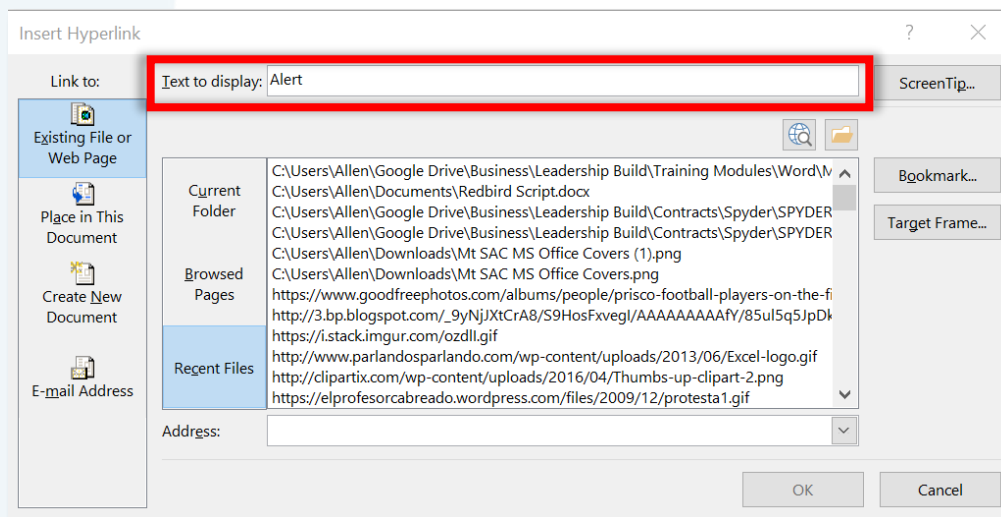 Insert Hyperlink
?
Link to:
Text to display: Alert
ScreenTip...
Existing File or
Web Page
Place in This
Document
Create New
Document
E-mail Address
Current
Folder
Browsed
Pages
Recent Files
C:\Users\Allen\Google Drive\Business\Leadership Build\Training Modules\Word\M
C:\Users\Allen\Documents\Redbird Script.docx
C:\Users\Allen\Google Drive\Business\Leadership Build\Contracts\Spyder\SPYDER
C:\Users\Allen\Google Drive\Business\Leadership Build\Contracts\Spyder\SPYDER
C:\Users\Allen\Downloads\Mt SAC MS Office Covers (1).png
C:\Users\Allen\Downloads\Mt SAC MS Office Covers.png
https://www.goodfreephotos.com/albums/people/prisco-football-players-on-the-fi
http://3.bp.blogspot.com/_9yNjJXtCrA8/S9HosFxvegI/AAAAAAAAAfY/85ul5q5JpDk
https://i.stack.imgur.com/ozdlI.gif
http://www.parlandosparlando.com/wp-content/uploads/2013/06/Excel-logo.gif
http://clipartix.com/wp-content/uploads/2016/04/Thumbs-up-clipart-2.png
https://elprofesorcabreado.wordpress.com/files/2009/12/protesta1.gif
Bookmark...
Target Frame...
Address:
OK
Cancel